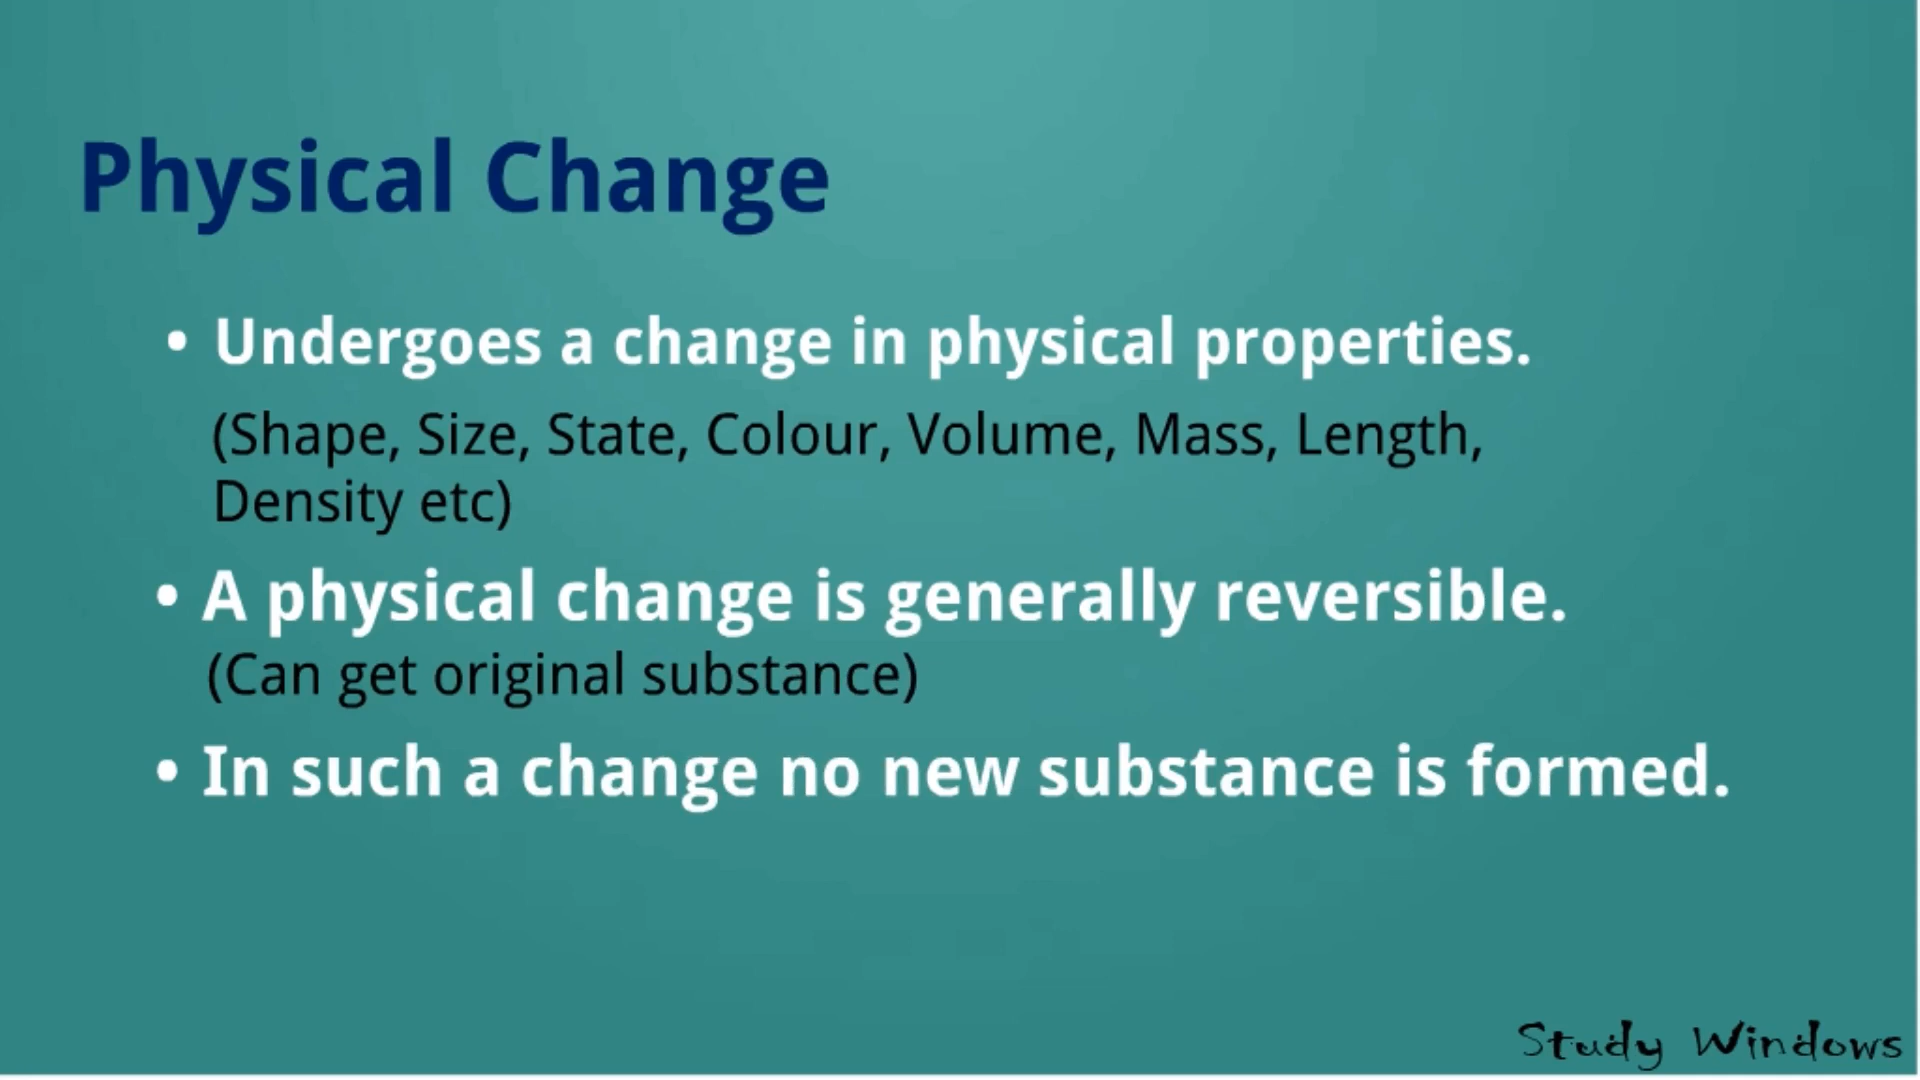 Physical Change
• Undergoes a change in physical properties.
(Shape, Size, State, Colour, Volume, Mass, Length,
Density etc)
• A physical change is generally reversible.
(Can get original substance)
• In such a change no new substance is formed.
Study Windows